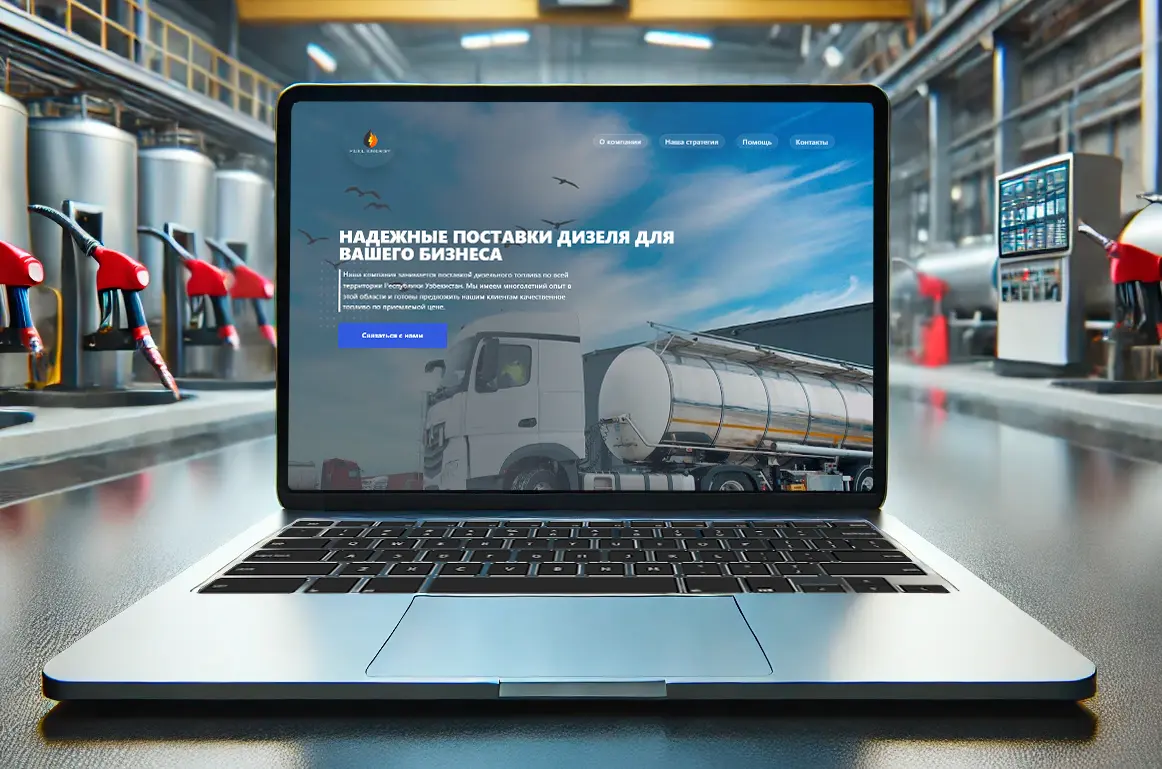 FUEL ENERGY
О компании
Наша стратегия
Помощь
Контакты
НАДЕЖНЫЕ ПОСТАВКИ ДИЗЕЛЯ ДЛЯ
ВАШЕГО БИЗНЕСА
Наша компания занимается поставкой дизельного топлива по всей
территории Республики Узбекистан. Мы имеем многолетний опыт в
этой области и готовы предложить нашим клиентам качественное
топливо по приемлемой цене.
Связаться с нами